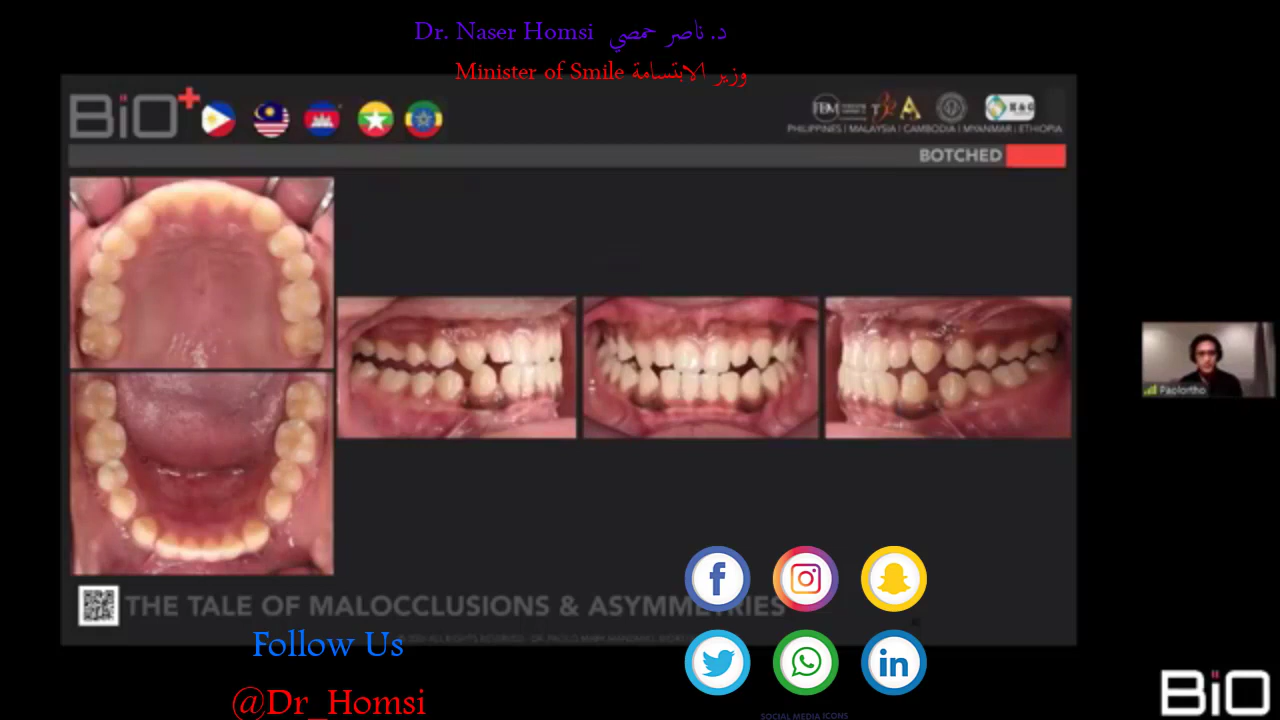 Dr. Naser Homsi د. ناصر حمصي
Minister of Smile وزير الابتسامة
BiO+
PHILIPPINES | MALAYSIA | CAMBODIA | MYANMAR | ETHIOPIA
BOTCHED
Paolortho
THE TALE OF MALOCCLUSIONS & ASYMMETRIES
Follow Us
@Dr_Homsi
SOCIAL MEDIA ICONS
BiO